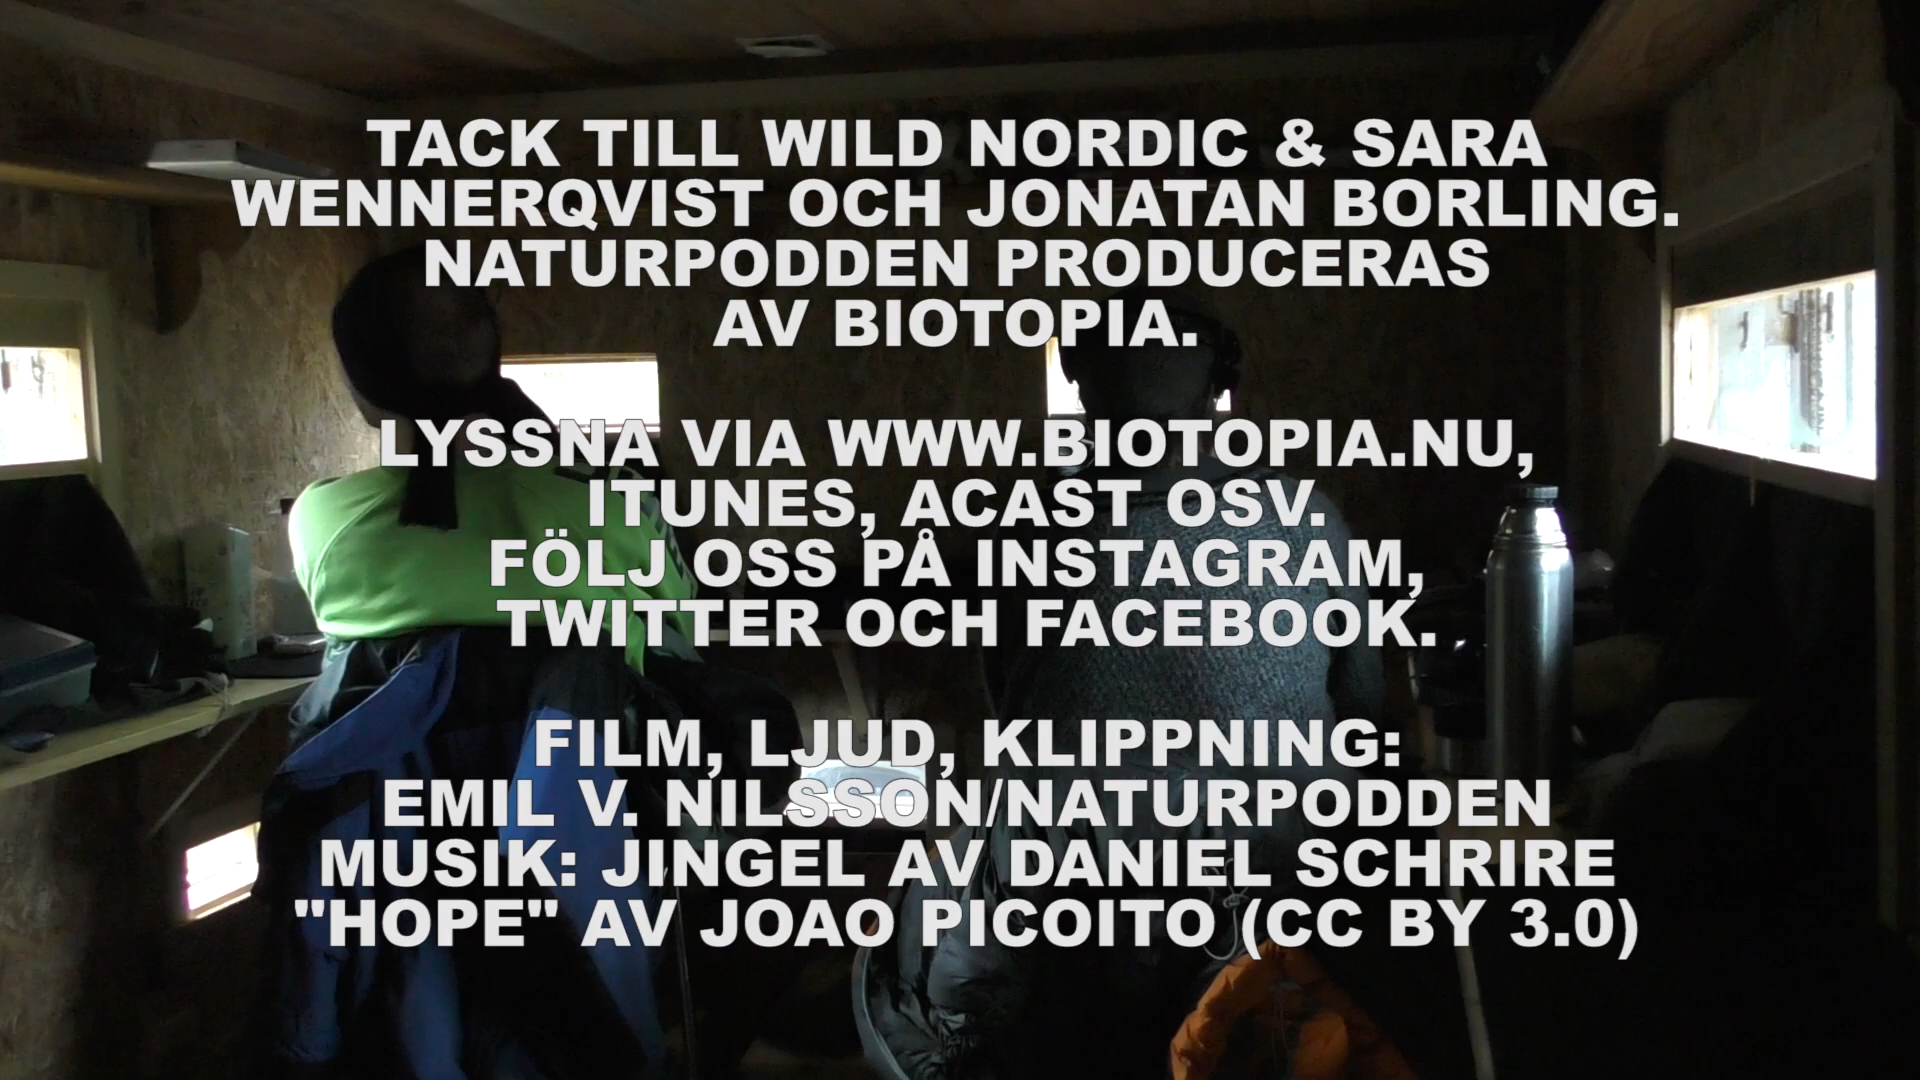 TACK TILL WILD NORDIC & SARA
WENNERQVIST OCH JONATAN BORLING.
NATURPODDEN PRODUCERAS
AV BIOTOPIA.
LYSSNA VIA WWW.BIOTOPIA.NU,
ITUNES, ACAST OSV.
FÖLJ OSS PÅ INSTAGRAM,
TWITTER OCH FACEBOOK.
FILM, LJUD, KLIPPNING:
EMIL V. NILSSON/NATURPODDEN
MUSIK: JINGEL AV DANIEL SCHRIRE
"HOPE" AV JOAO PICOITO (CC BY 3.0)